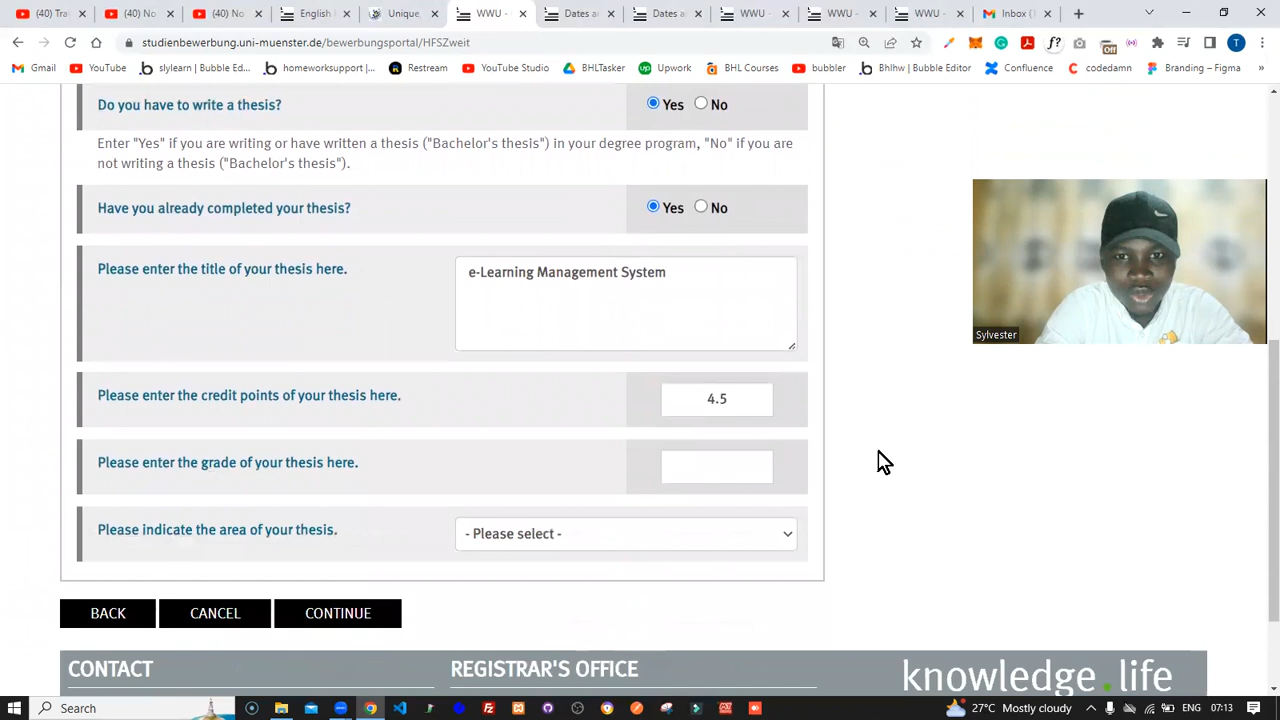 (40) Tra
(40) No
(40) No
English
Unique,
WWU -
Dates a
Dates a
WWU -
WWU -
WWU -
Inbox (
studienbewerbung.uni-muenster.de/bewerbungsportal/HFSZweit
Gmail
YouTube
slylearn | Bubble Ed...
homeworksupport |...
Restream
YouTube Studio
BHLTasker
Upwork
BHL Courses
bubbler
Bhlhw | Bubble Editor
Confluence
codedamn
Branding – Figma
Do you have to write a thesis?
Yes No
Enter "Yes" if you are writing or have written a thesis ("Bachelor's thesis") in your degree program, "No" if you are
not writing a thesis ("Bachelor's thesis").
Have you already completed your thesis?
Yes No
Please enter the title of your thesis here.
e-Learning Management System
Sylvester
Please enter the credit points of your thesis here.
4.5
Please enter the grade of your thesis here.
Please indicate the area of your thesis.
- Please select -
BACK
CANCEL
CONTINUE
CONTACT
REGISTRAR'S OFFICE
knowledge.life
Search
27°C Mostly cloudy
ENG
07:13